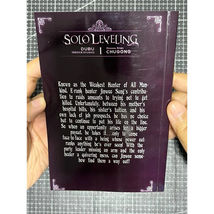 SOLO LEVELING
DUBU
CHUGONG
Known as the Weakest Hunter of All Man-
kind, E-rank hunter Jinwoo Sung's contribu-
tion to raids amounts to trying not to get
killed. Unfortunately, between his mother's
hospital bills, his sister's tuition, and his
own lack of job prospects, he has no choice
but to continue to put his life on the line.
So when an opportunity arises for a bigger
payout, he takes it...only to come
face-to-face with a being whose power out-
ranks anything he's ever seen! With the
party leader missing an arm and the only
healer a quivering mess, can Jinwoo some-
how find them a way out?